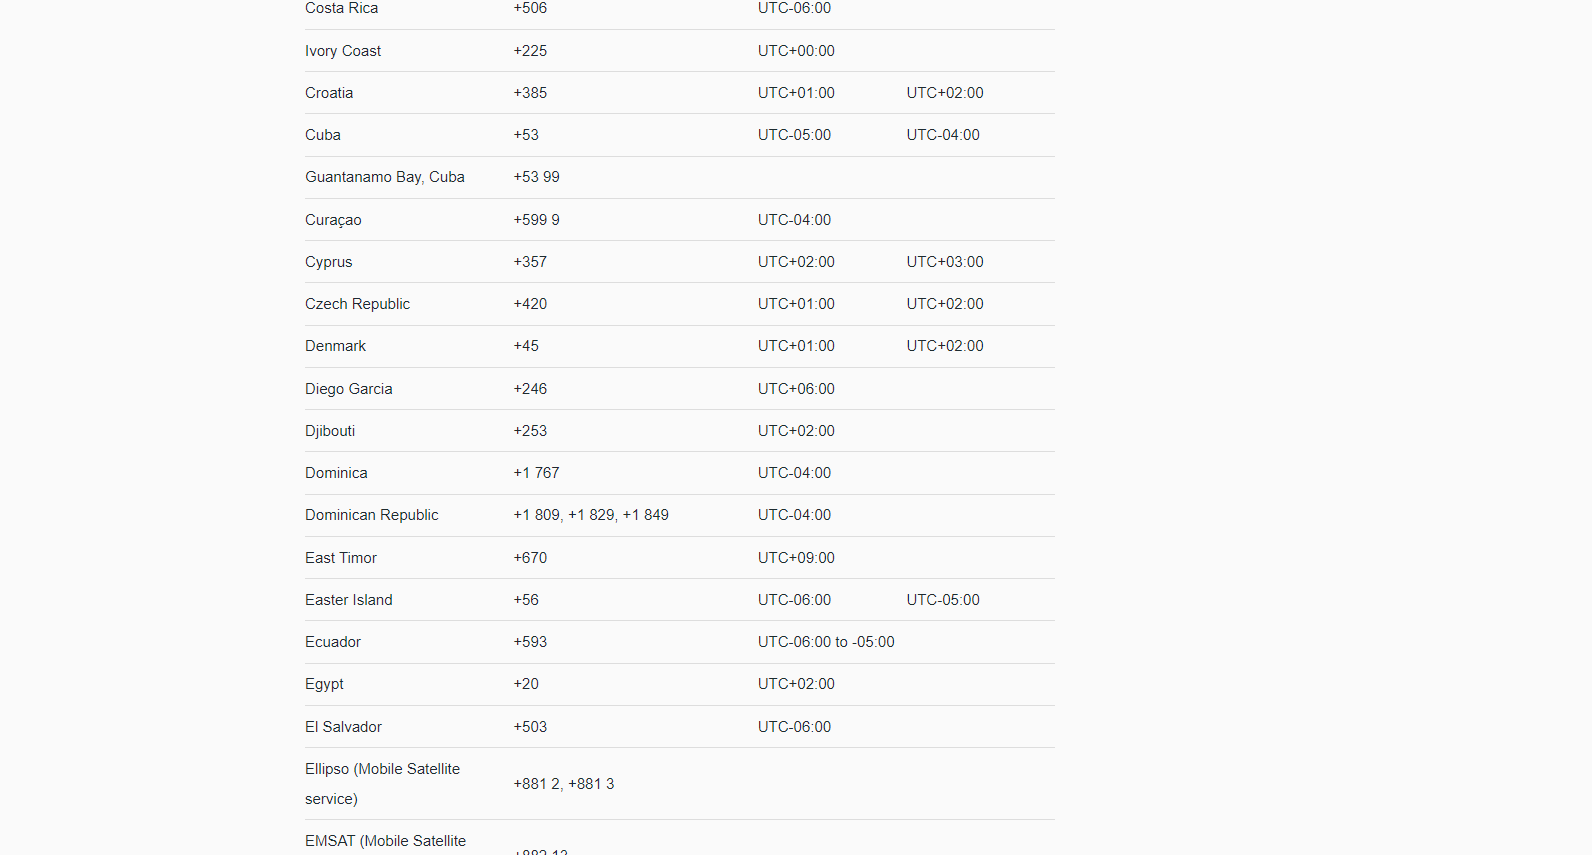 Costa Rica +506 UTC-06:00
Ivory Coast +225 UTC+00:00
Croatia +385 UTC+01:00 UTC+02:00
Cuba +53 UTC-05:00 UTC-04:00
Guantanamo Bay, Cuba +53 99
Curaçao +599 9 UTC-04:00
Cyprus +357 UTC+02:00 UTC+03:00
Czech Republic +420 UTC+01:00 UTC+02:00
Denmark +45 UTC+01:00 UTC+02:00
Diego Garcia +246 UTC+06:00
Djibouti +253 UTC+02:00
Dominica +1 767 UTC-04:00
Dominican Republic +1 809, +1 829, +1 849 UTC-04:00
East Timor +670 UTC+09:00
Easter Island +56 UTC-06:00 UTC-05:00
Ecuador +593 UTC-06:00 to -05:00
Egypt +20 UTC+02:00
El Salvador +503 UTC-06:00
Ellipso (Mobile Satellite
service) +881 2, +881 3
EMSAT (Mobile Satellite